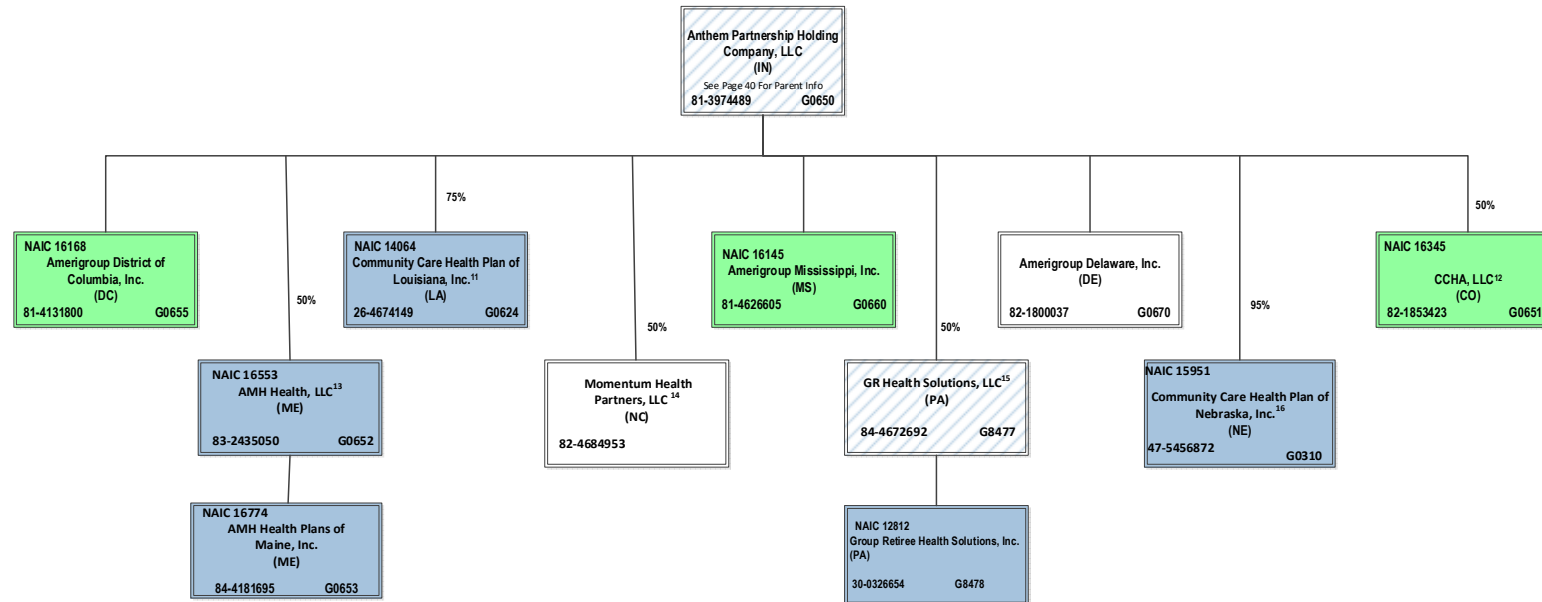 Anthem Partnership Holding
Company, LLC
(IN)
See Page 40 For Parent Info
81-3974489 G0650
75%
50%
NAIC 16168
Amerigroup District of
Columbia, Inc.
(DC)
81-4131800 G0655
NAIC 14064
Community Care Health Plan of
Louisiana, Inc.11
(LA)
26-4674149 G0624
NAIC 16145
Amerigroup Mississippi, Inc.
(MS)
81-4626605 G0660
Amerigroup Delaware, Inc.
(DE)
82-1800037 G0670
NAIC 16345
CCHA, LLC12
(CO)
82-1853423 G0651
50%
50%
50%
95%
NAIC 16553
AMH Health, LLC13
(ME)
83-2435050 G0652
Momentum Health
Partners, LLC 14
(NC)
82-4684953
GR Health Solutions, LLC15
(PA)
84-4672692 G8477
NAIC 15951
Community Care Health Plan of
Nebraska, Inc.16
(NE)
47-5456872 G0310
NAIC 16774
AMH Health Plans of
Maine, Inc.
(ME)
84-4181695 G0653
NAIC 12812
Group Retiree Health Solutions, Inc.
(PA)
30-0326654 G8478